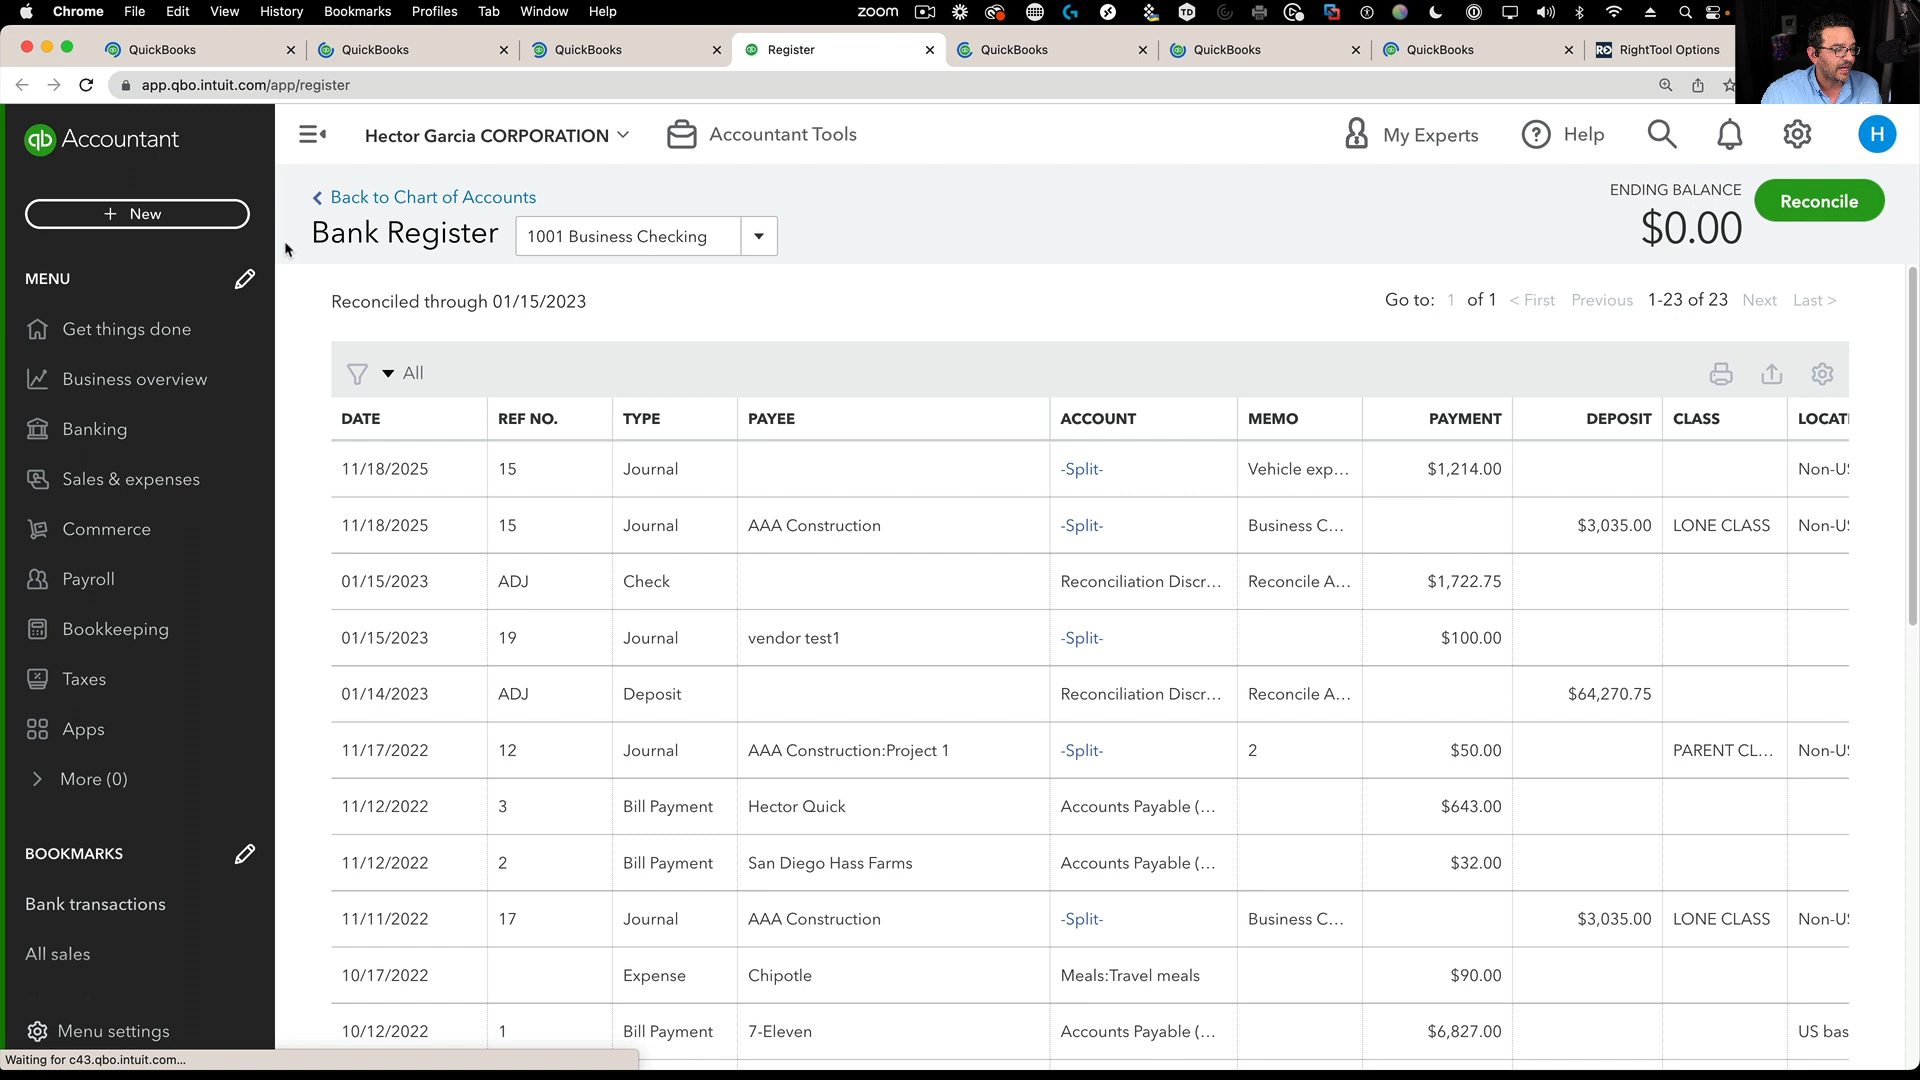 Chrome File Edit View History Bookmarks Profiles Tab Window Help zoom
QuickBooks QuickBooks QuickBooks Register QuickBooks QuickBooks QuickBooks RightTool Options
app.qbo.intuit.com/app/register
qb Accountant
Hector Garcia CORPORATION Accountant Tools My Experts Help H
+ New
Back to Chart of Accounts
Bank Register 1001 Business Checking
ENDING BALANCE
$0.00
Reconcile
MENU
Get things done
Business overview
Banking
Sales & expenses
Commerce
Payroll
Bookkeeping
Taxes
Apps
More (0)
BOOKMARKS
Bank transactions
All sales
Menu settings
Waiting for c43.qbo.intuit.com...
Reconciled through 01/15/2023
Go to: 1 of 1 < First Previous 1-23 of 23 Next Last >
All
DATE REF NO. TYPE PAYEE ACCOUNT MEMO PAYMENT DEPOSIT CLASS LOCATI
11/18/2025 15 Journal -Split- Vehicle exp... $1,214.00 Non-US
11/18/2025 15 Journal AAA Construction -Split- Business C... $3,035.00 LONE CLASS Non-US
01/15/2023 ADJ Check Reconciliation Discr... Reconcile A... $1,722.75
01/15/2023 19 Journal vendor test1 -Split- $100.00
01/14/2023 ADJ Deposit Reconciliation Discr... Reconcile A... $64,270.75
11/17/2022 12 Journal AAA Construction:Project 1 -Split- 2 $50.00 PARENT CL... Non-US
11/12/2022 3 Bill Payment Hector Quick Accounts Payable (... $643.00
11/12/2022 2 Bill Payment San Diego Hass Farms Accounts Payable (... $32.00
11/11/2022 17 Journal AAA Construction -Split- Business C... $3,035.00 LONE CLASS Non-US
10/17/2022 Expense Chipotle Meals:Travel meals $90.00
10/12/2022 1 Bill Payment 7-Eleven Accounts Payable (... $6,827.00 US bas